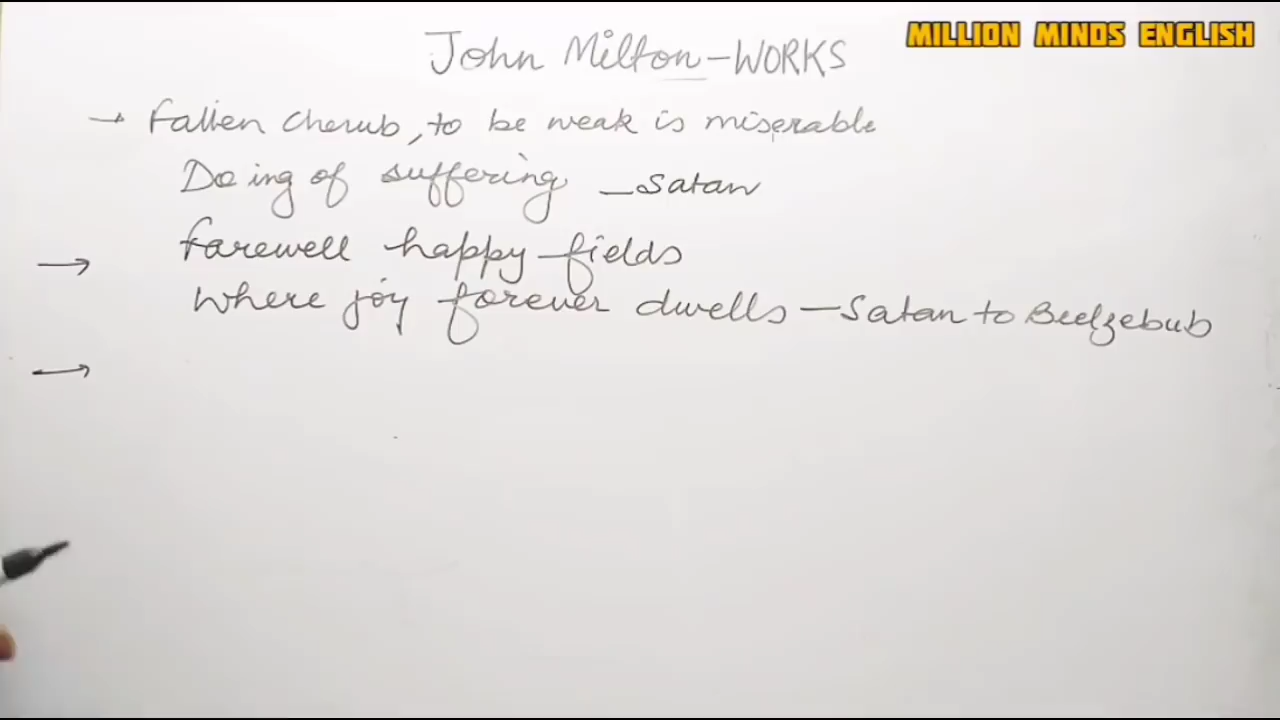 MILLION MINDS ENGLISH
John Milton-WORKS
→ Fallen Cherub, to be weak is miserable
Doing of suffering - Satan
→ Farewell happy fields
Where joy forever dwells - Satan to Beelzebub
→